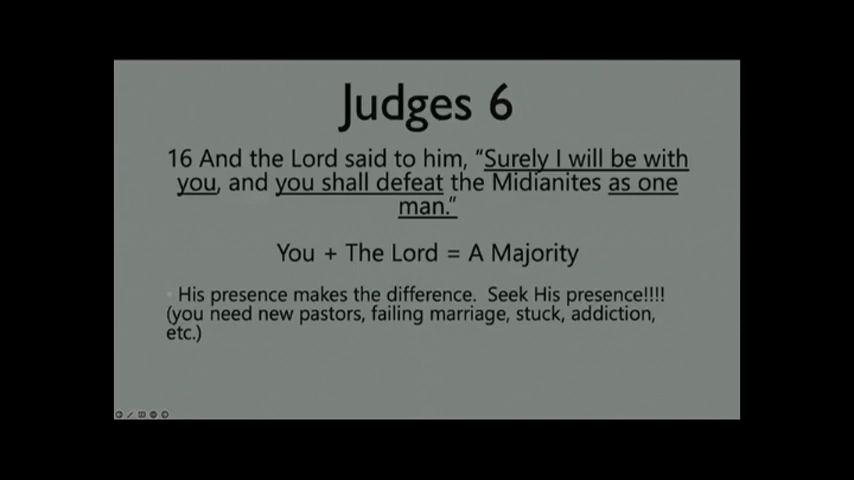 Judges 6
16 And the Lord said to him, “Surely I will be with
you, and you shall defeat the Midianites as one
man.”
You + The Lord = A Majority
His presence makes the difference.  Seek His presence!!!!
(you need new pastors, failing marriage, stuck, addiction,
etc.)